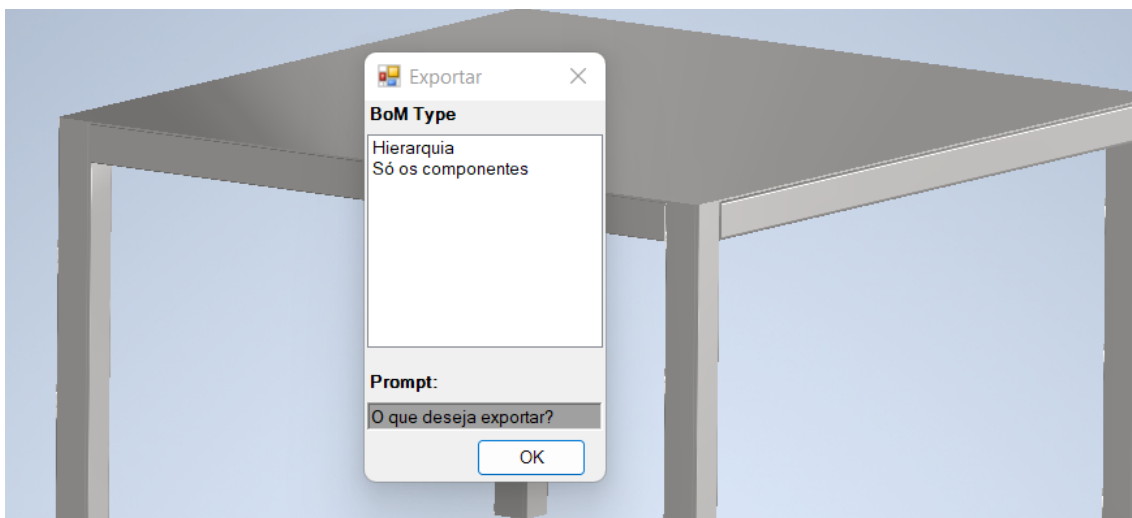 Exportar
BoM Type
Hierarquia
Só os componentes
Prompt:
O que deseja exportar?
OK